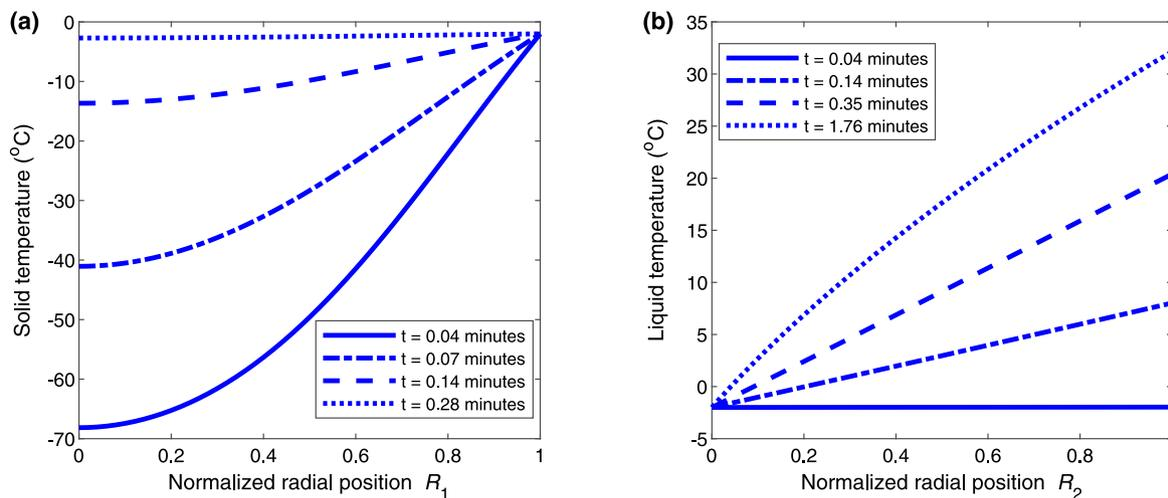 (a)
0
-10
-20
-30
-40
-50
-60
-70
Solid temperature (°C)
t = 0.04 minutes
t = 0.07 minutes
t = 0.14 minutes
t = 0.28 minutes
0 0.2 0.4 0.6 0.8 1
Normalized radial position R1
(b)
35
30
25
20
15
10
5
0
-5
Liquid temperature (°C)
t = 0.04 minutes
t = 0.14 minutes
t = 0.35 minutes
t = 1.76 minutes
0 0.2 0.4 0.6 0.8
Normalized radial position R2